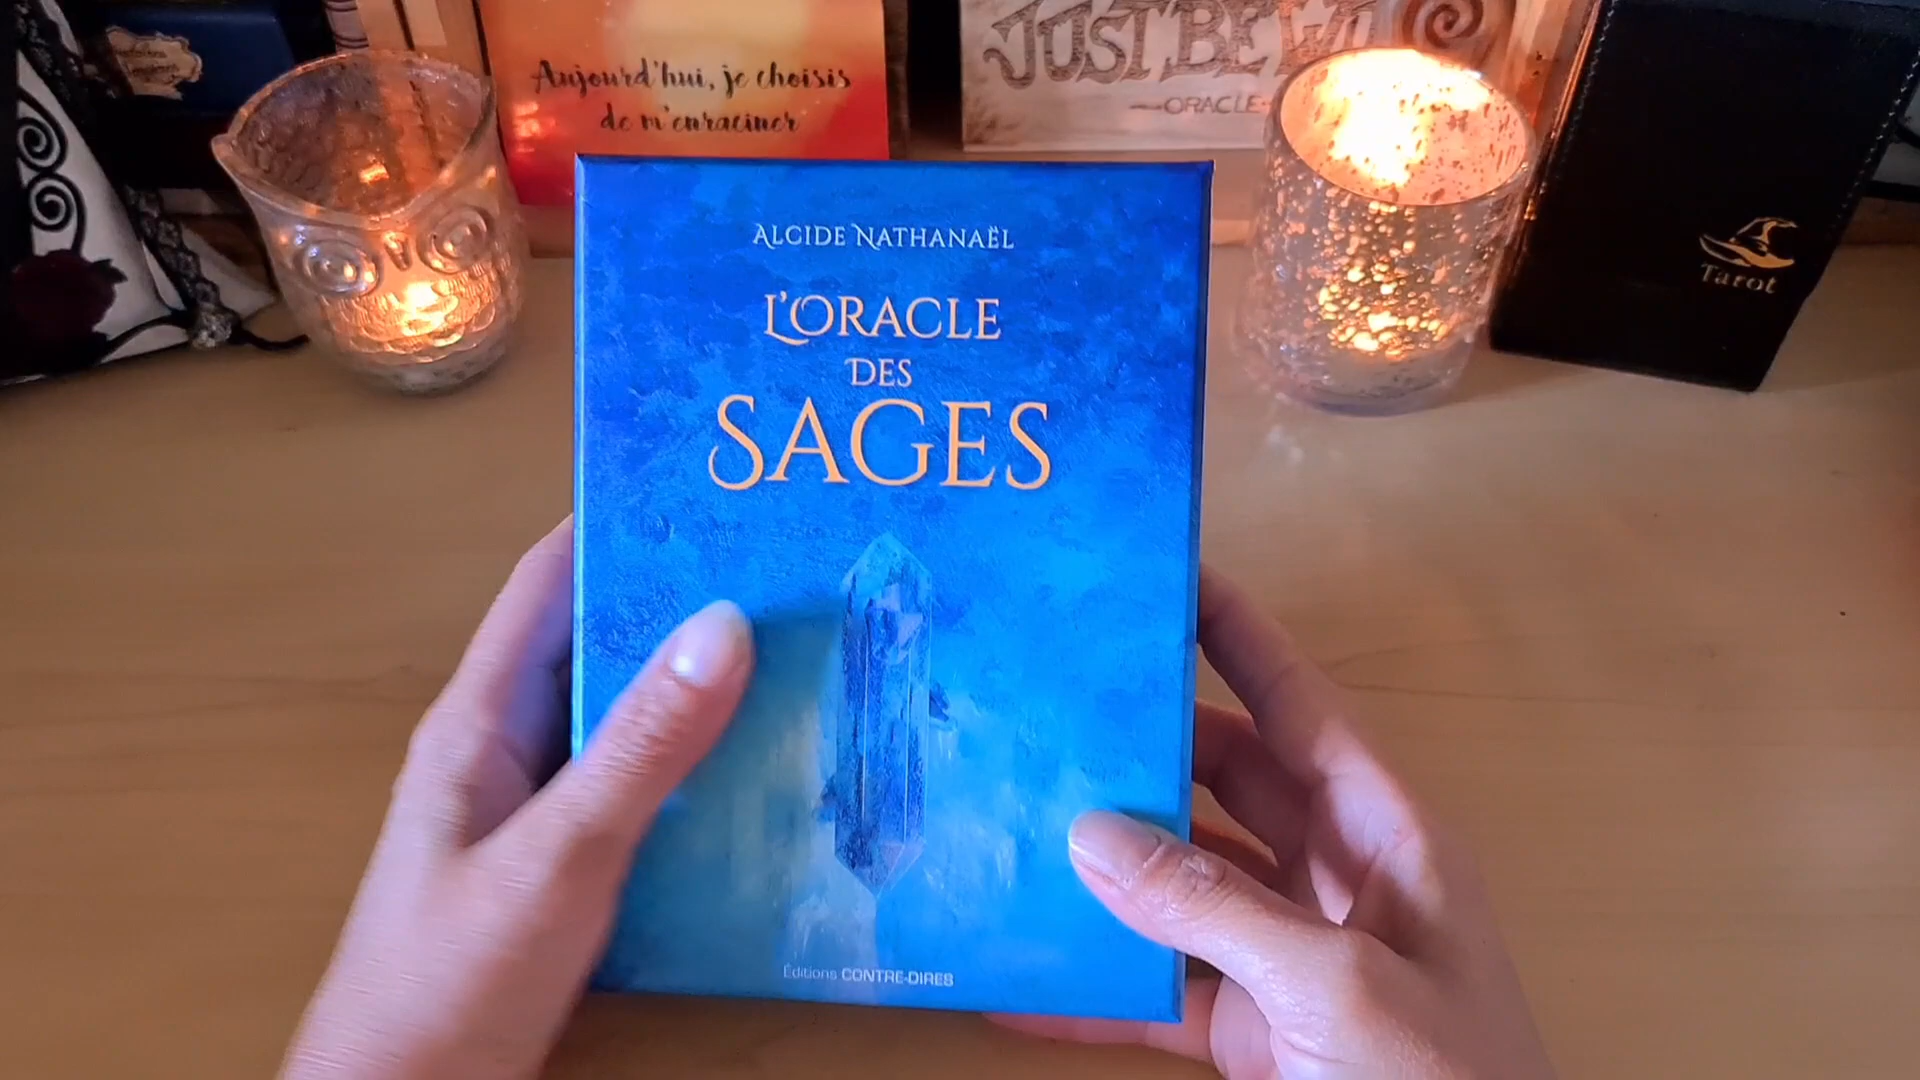 Aujourd'hui, je choisis
de m'enraciner
JUST BE
ORACLE
Tarot
ALCIDE NATHANAËL
L'ORACLE
DES
SAGES
Éditions CONTRE-DIRES